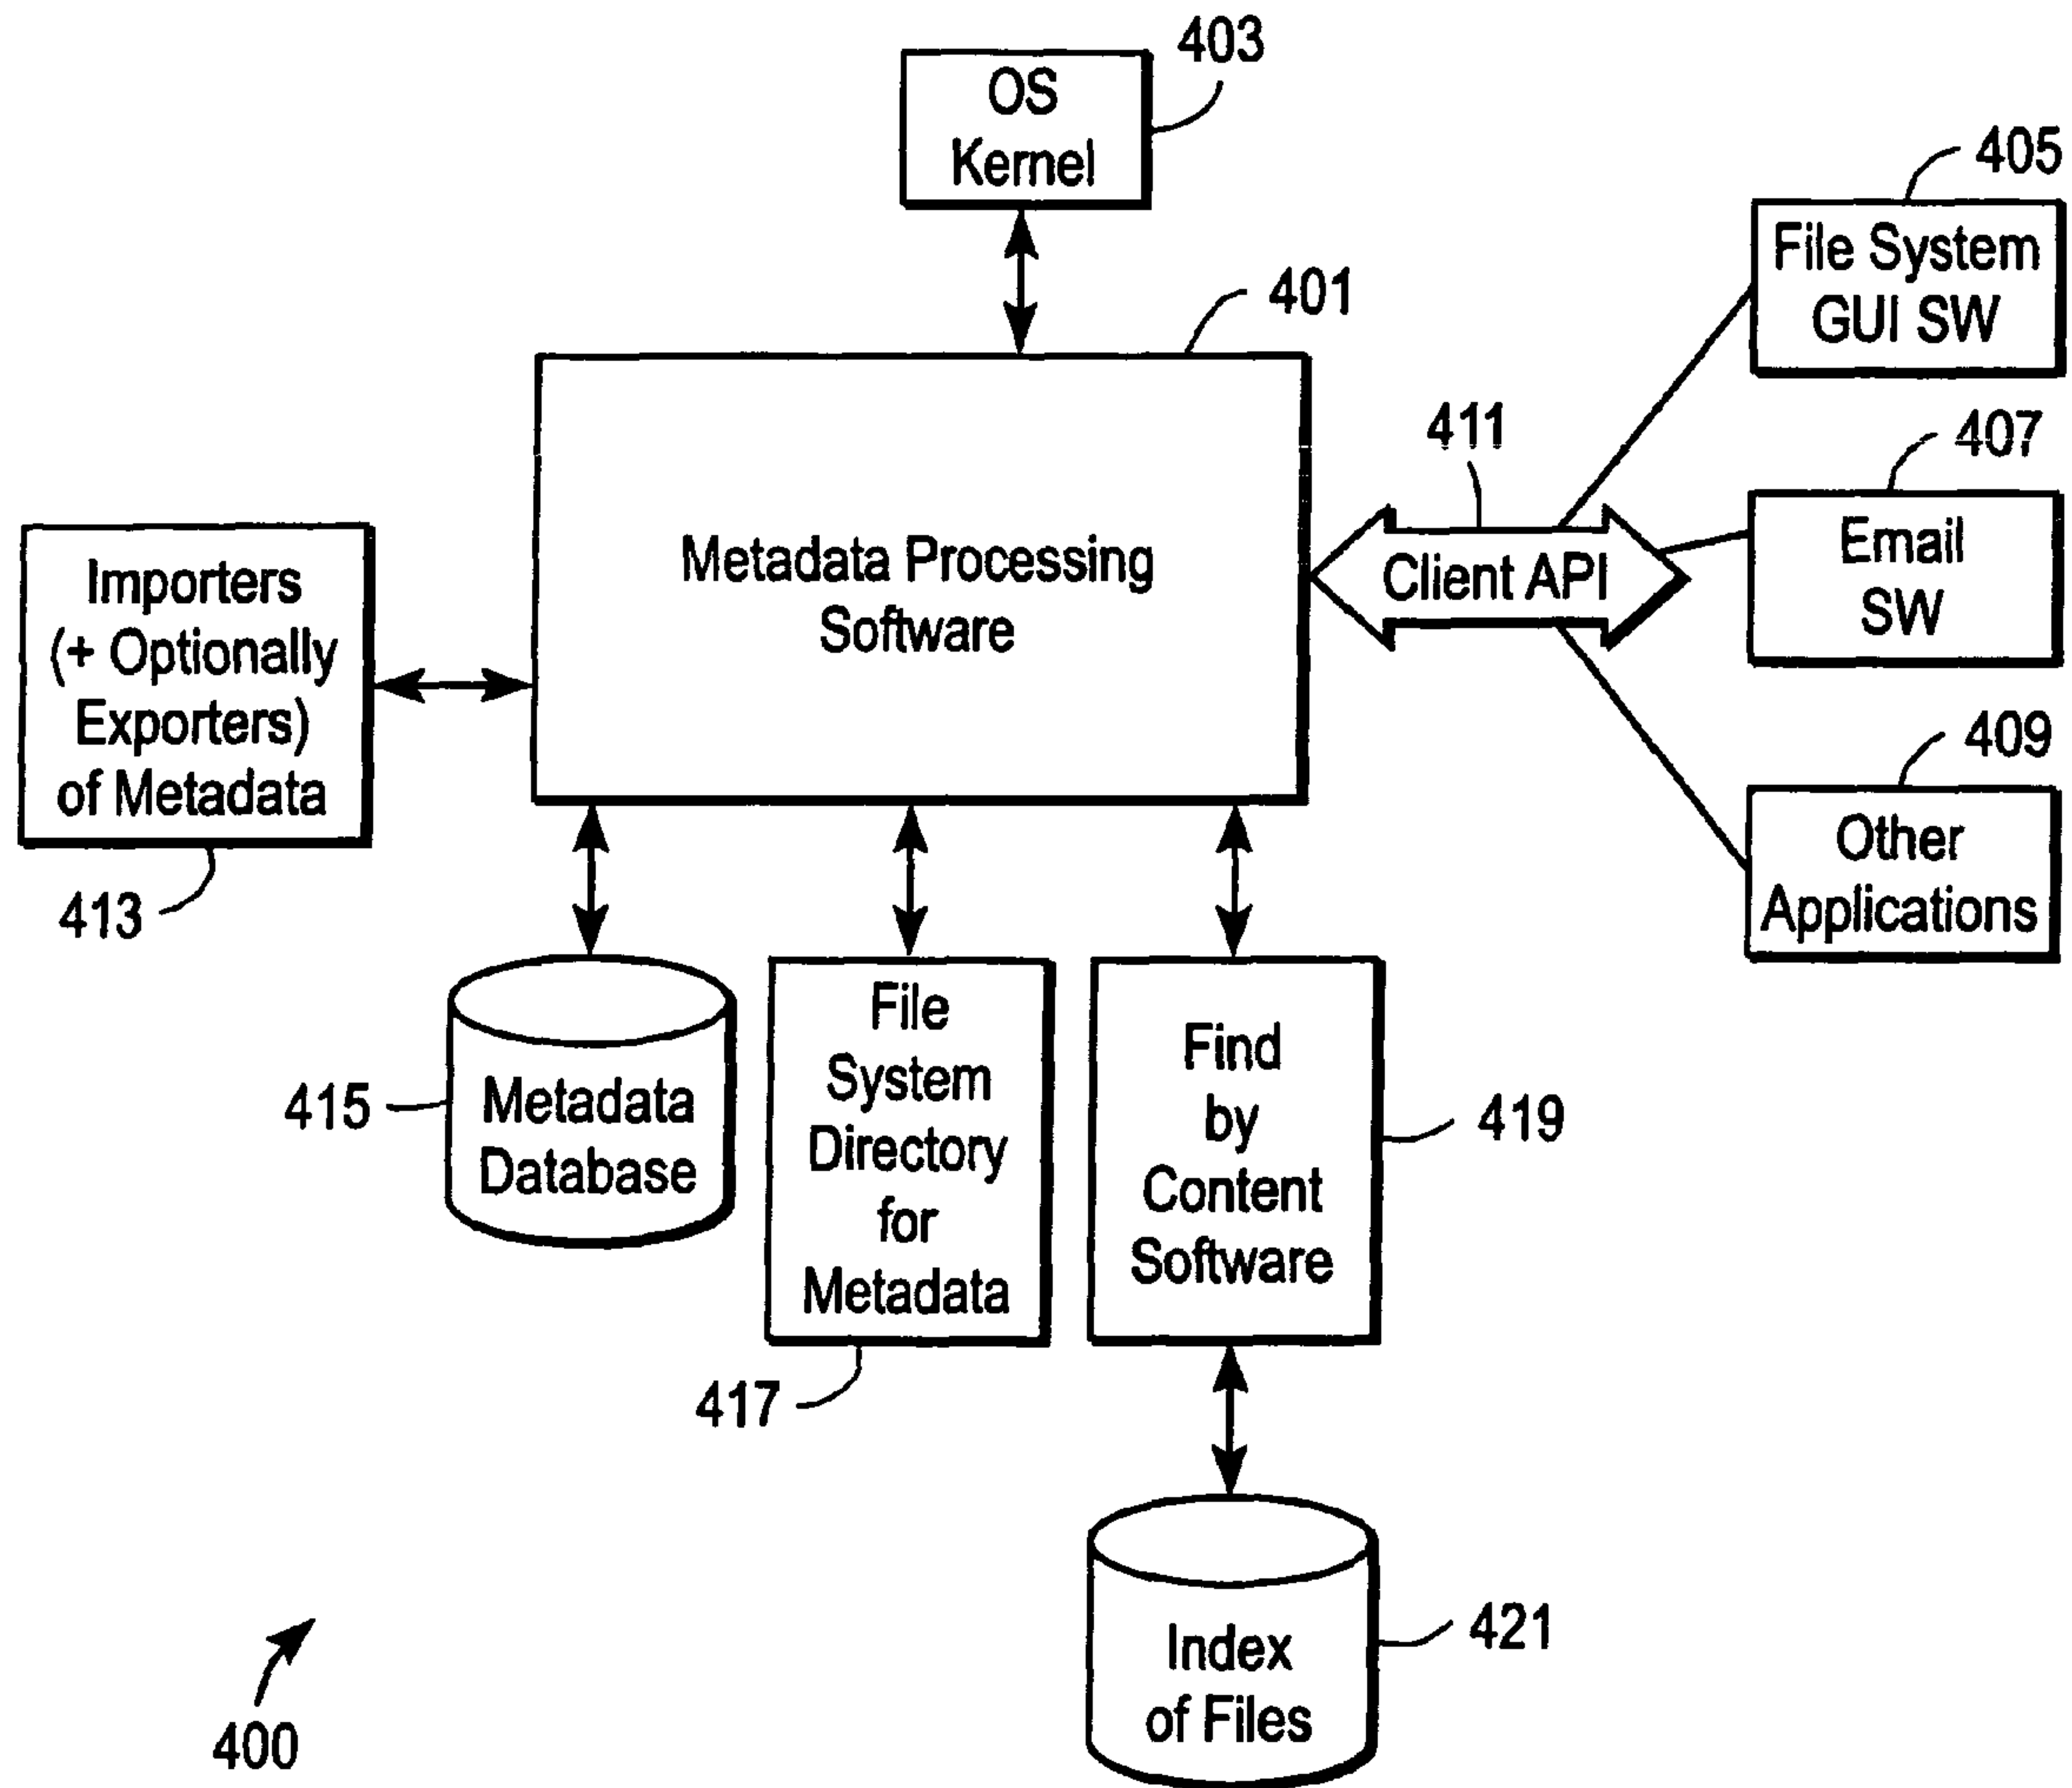 403
OS
Kernel
405
File System
GUI SW
401
411
407
Metadata Processing
Software
Client API
Email
SW
Importers
(+ Optionally
Exporters)
of Metadata
413
409
Other
Applications
415
Metadata
Database
File
System
Directory
for
Metadata
417
Find
by
Content
Software
419
421
Index
of Files
400